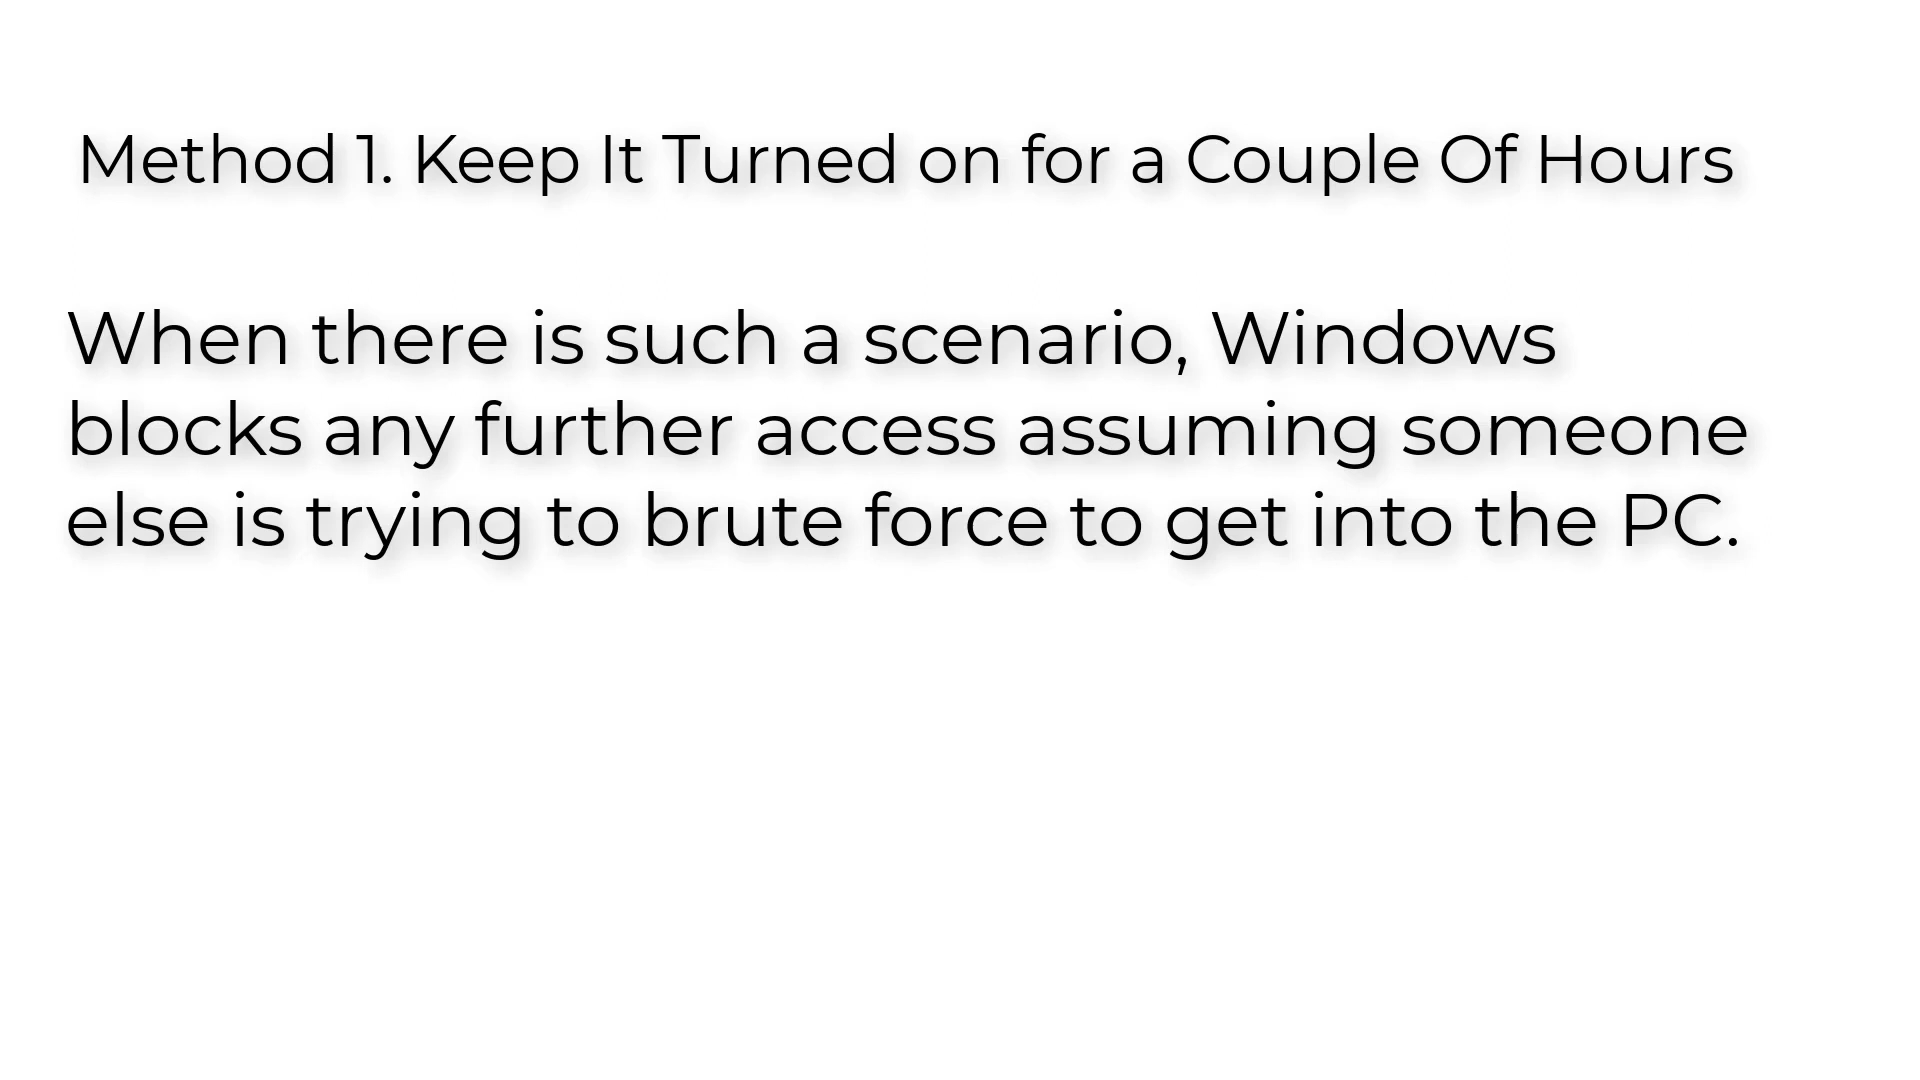 Method 1. Keep It Turned on for a Couple Of Hours
When there is such a scenario, Windows
blocks any further access assuming someone
else is trying to brute force to get into the PC.